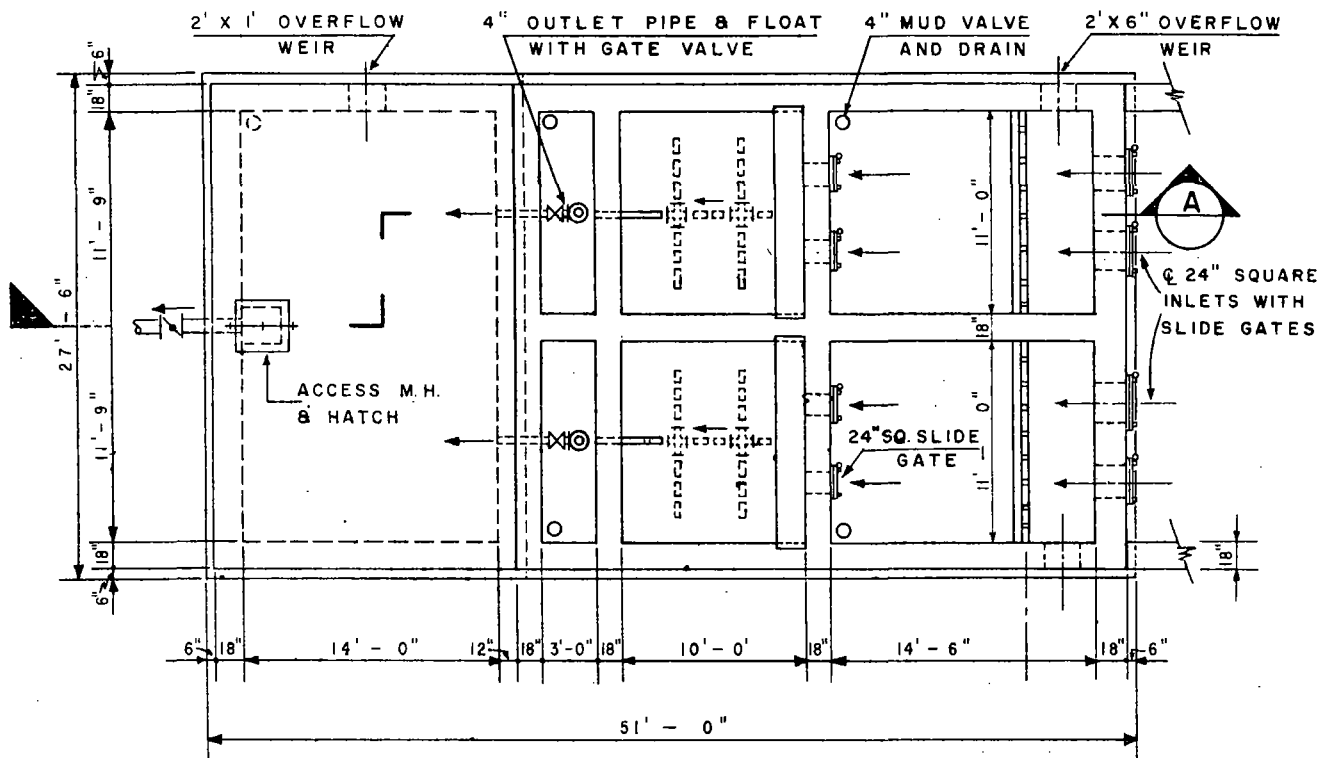 2' X 1' OVERFLOW
WEIR
4" OUTLET PIPE & FLOAT
WITH GATE VALVE
4" MUD VALVE
AND DRAIN
2' X 6" OVERFLOW
WEIR
6"
18"
11' - 9"
27' - 6"
11' - 9"
18"
6"
ACCESS M.H.
& HATCH
11' - 0"
18"
11' - 0"
24" SQ. SLIDE
GATE
A
℄ 24" SQUARE
INLETS WITH
SLIDE GATES
18"
6"
18"
14' - 0"
12"
18"
3'-0"
18"
10' - 0'
18"
14' - 6"
18"
6"
51' - 0"